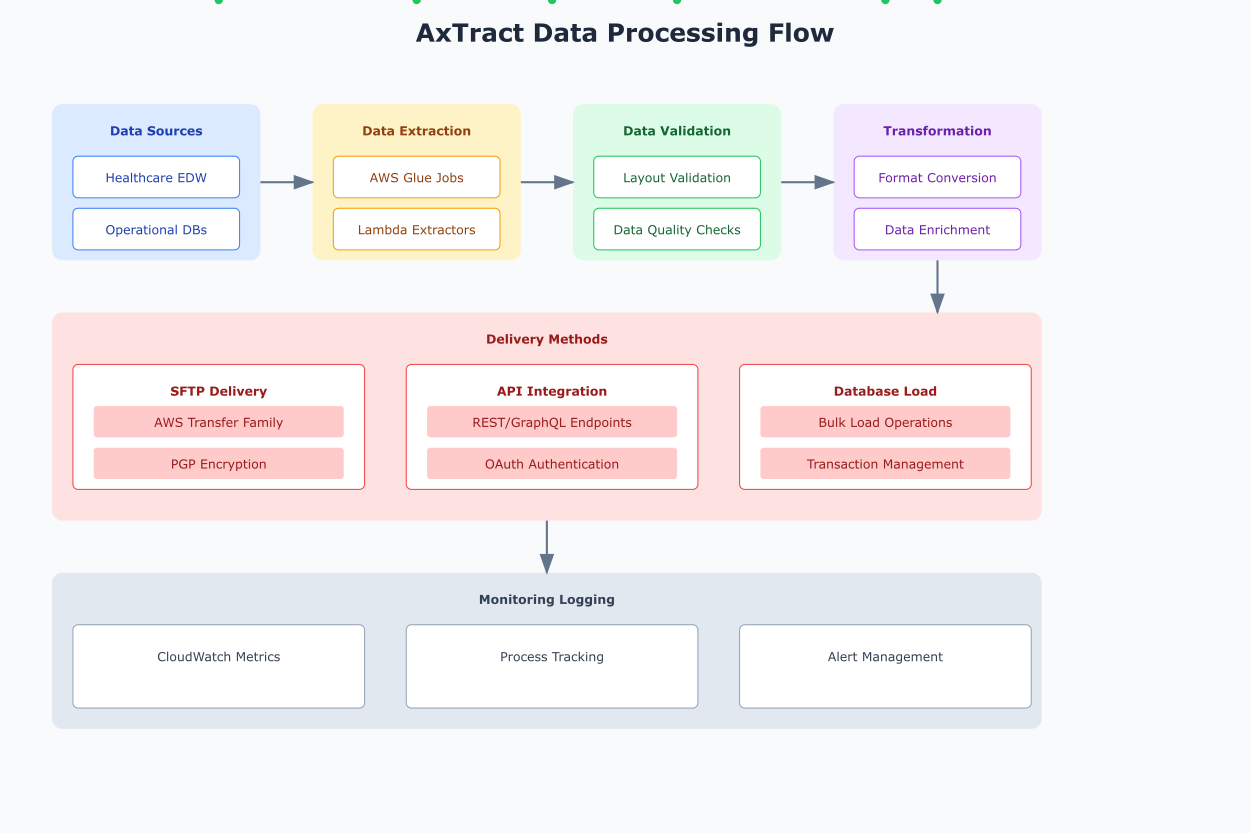 AxTract Data Processing Flow
Data Sources
Healthcare EDW
Operational DBs
Data Extraction
AWS Glue Jobs
Lambda Extractors
Data Validation
Layout Validation
Data Quality Checks
Transformation
Format Conversion
Data Enrichment
Delivery Methods
SFTP Delivery
AWS Transfer Family
PGP Encryption
API Integration
REST/GraphQL Endpoints
OAuth Authentication
Database Load
Bulk Load Operations
Transaction Management
Monitoring Logging
CloudWatch Metrics
Process Tracking
Alert Management